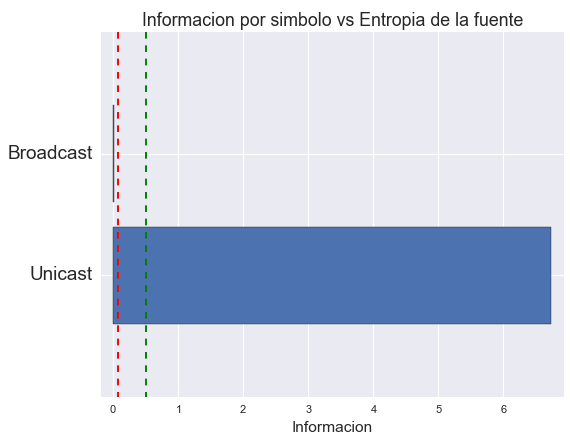 Informacion por simbolo vs Entropia de la fuente
Broadcast
Unicast
0 1 2 3 4 5 6
Informacion